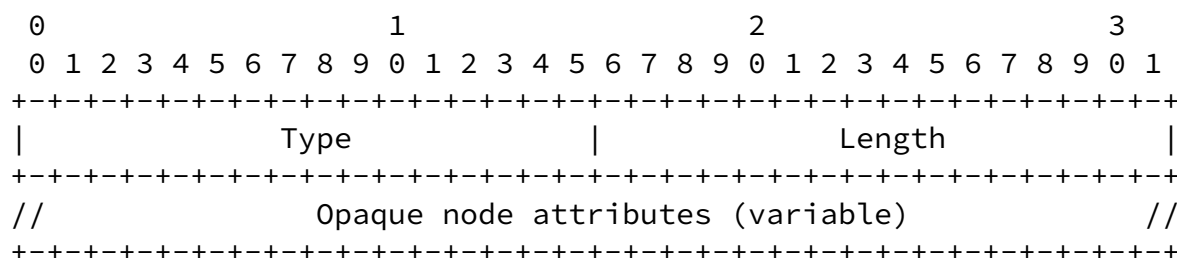 0                   1                   2                   3
 0 1 2 3 4 5 6 7 8 9 0 1 2 3 4 5 6 7 8 9 0 1 2 3 4 5 6 7 8 9 0 1
+-+-+-+-+-+-+-+-+-+-+-+-+-+-+-+-+-+-+-+-+-+-+-+-+-+-+-+-+-+-+-+-+
|              Type             |             Length            |
+-+-+-+-+-+-+-+-+-+-+-+-+-+-+-+-+-+-+-+-+-+-+-+-+-+-+-+-+-+-+-+-+
//               Opaque node attributes (variable)             //
+-+-+-+-+-+-+-+-+-+-+-+-+-+-+-+-+-+-+-+-+-+-+-+-+-+-+-+-+-+-+-+-+